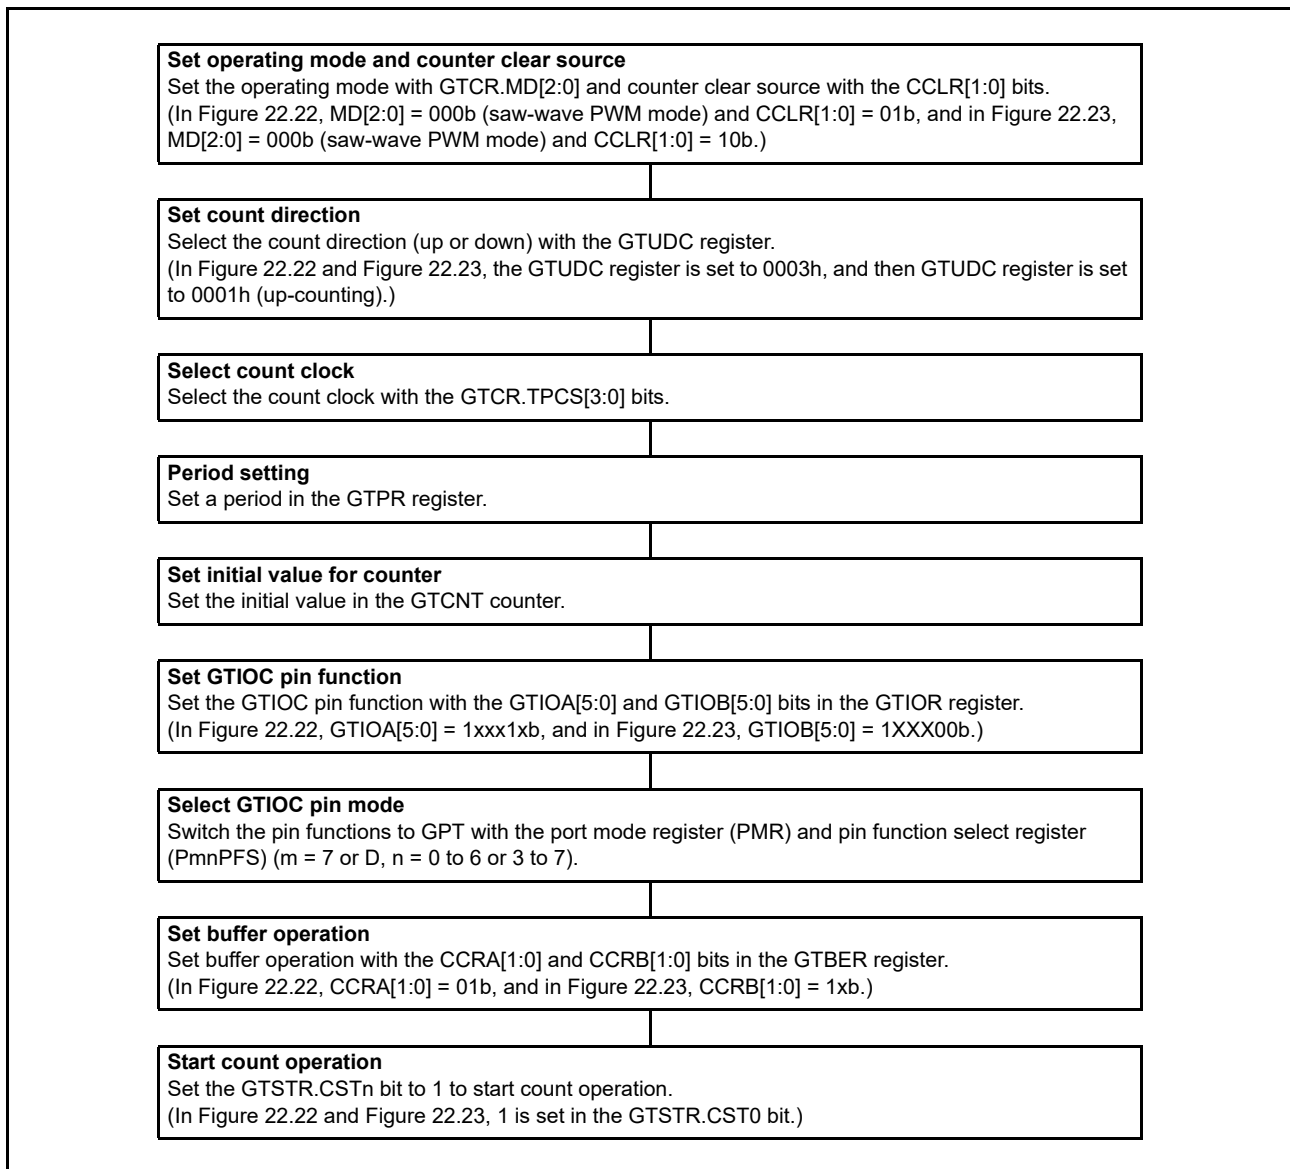 Set operating mode and counter clear source
Set the operating mode with GTCR.MD[2:0] and counter clear source with the CCLR[1:0] bits.
(In Figure 22.22, MD[2:0] = 000b (saw-wave PWM mode) and CCLR[1:0] = 01b, and in Figure 22.23,
MD[2:0] = 000b (saw-wave PWM mode) and CCLR[1:0] = 10b.)
Set count direction
Select the count direction (up or down) with the GTUDC register.
(In Figure 22.22 and Figure 22.23, the GTUDC register is set to 0003h, and then GTUDC register is set
to 0001h (up-counting).)
Select count clock
Select the count clock with the GTCR.TPCS[3:0] bits.
Period setting
Set a period in the GTPR register.
Set initial value for counter
Set the initial value in the GTCNT counter.
Set GTIOC pin function
Set the GTIOC pin function with the GTIOA[5:0] and GTIOB[5:0] bits in the GTIOR register.
(In Figure 22.22, GTIOA[5:0] = 1xxx1xb, and in Figure 22.23, GTIOB[5:0] = 1XXX00b.)
Select GTIOC pin mode
Switch the pin functions to GPT with the port mode register (PMR) and pin function select register
(PmnPFS) (m = 7 or D, n = 0 to 6 or 3 to 7).
Set buffer operation
Set buffer operation with the CCRA[1:0] and CCRB[1:0] bits in the GTBER register.
(In Figure 22.22, CCRA[1:0] = 01b, and in Figure 22.23, CCRB[1:0] = 1xb.)
Start count operation
Set the GTSTR.CSTn bit to 1 to start count operation.
(In Figure 22.22 and Figure 22.23, 1 is set in the GTSTR.CST0 bit.)